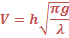 V = h√(πg/λ)